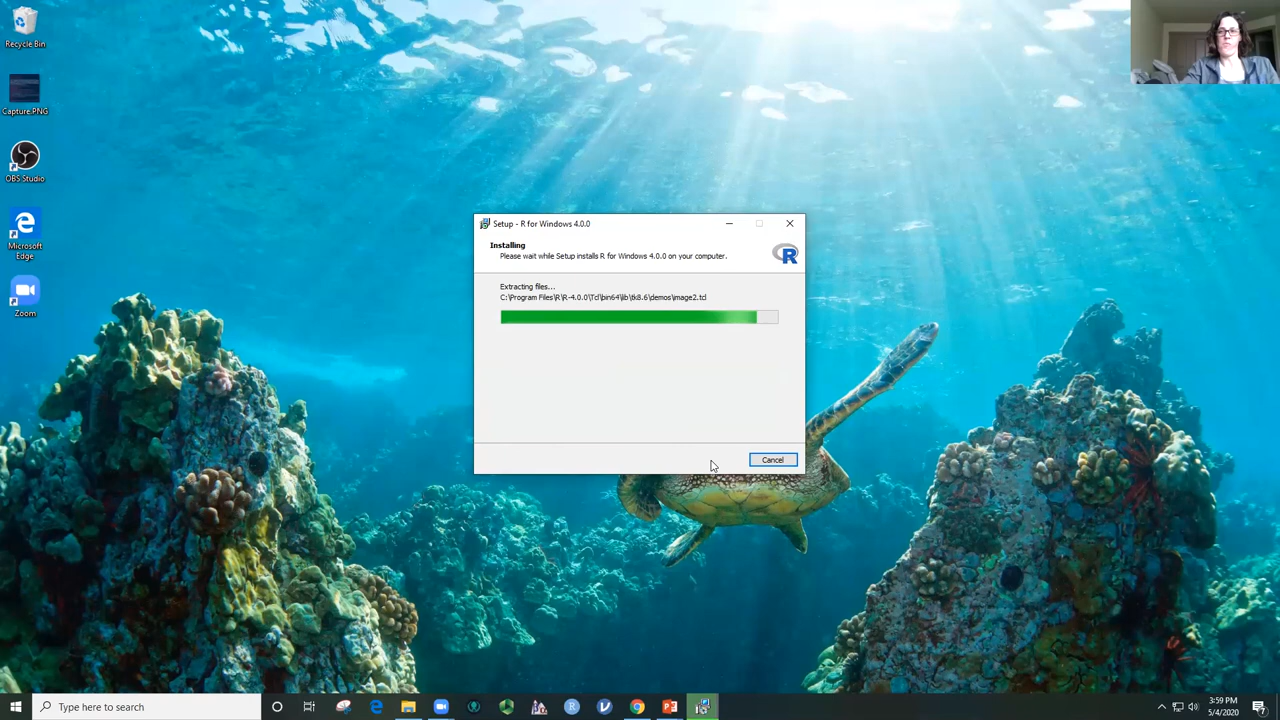 Recycle Bin
Capture.PNG
OBS Studio
Microsoft
Edge
Zoom
Setup - R for Windows 4.0.0
Installing
Please wait while Setup installs R for Windows 4.0.0 on your computer.
R
Extracting files...
C:\Program Files\R\R-4.0.0\Tcl\bin64\lib\tk8.6\demos\image2.tcl
Cancel
Type here to search
3:59 PM
5/4/2020